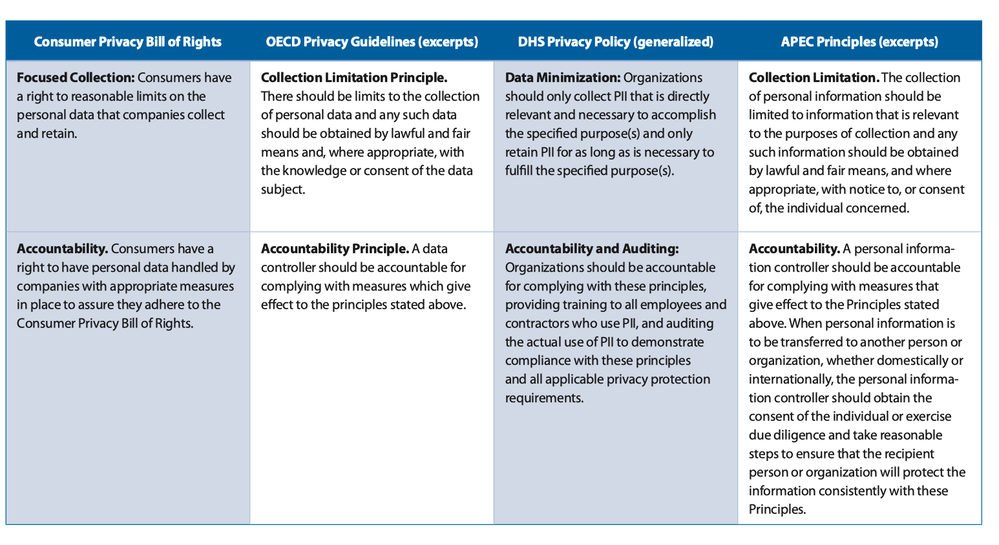 Consumer Privacy Bill of Rights
OECD Privacy Guidelines (excerpts)
DHS Privacy Policy (generalized)
APEC Principles (excerpts)
Focused Collection: Consumers have
a right to reasonable limits on the
personal data that companies collect
and retain.
Collection Limitation Principle.
There should be limits to the collection
of personal data and any such data
should be obtained by lawful and fair
means and, where appropriate, with
the knowledge or consent of the data
subject.
Data Minimization: Organizations
should only collect PII that is directly
relevant and necessary to accomplish
the specified purpose(s) and only
retain PII for as long as is necessary to
fulfill the specified purpose(s).
Collection Limitation. The collection
of personal information should be
limited to information that is relevant
to the purposes of collection and any
such information should be obtained
by lawful and fair means, and where
appropriate, with notice to, or consent
of, the individual concerned.
Accountability. Consumers have a
right to have personal data handled by
companies with appropriate measures
in place to assure they adhere to the
Consumer Privacy Bill of Rights.
Accountability Principle. A data
controller should be accountable for
complying with measures which give
effect to the principles stated above.
Accountability and Auditing:
Organizations should be accountable
for complying with these principles,
providing training to all employees and
contractors who use PII, and auditing
the actual use of PII to demonstrate
compliance with these principles
and all applicable privacy protection
requirements.
Accountability. A personal informa-
tion controller should be accountable
for complying with measures that
give effect to the Principles stated
above. When personal information is
to be transferred to another person or
organization, whether domestically or
internationally, the personal informa-
tion controller should obtain the
consent of the individual or exercise
due diligence and take reasonable
steps to ensure that the recipient
person or organization will protect the
information consistently with these
Principles.